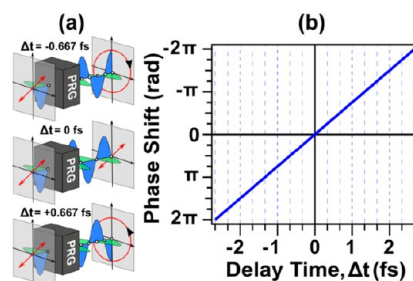 (a)
Δt = -0.667 fs
PRG
Δt = 0 fs
PRG
Δt = +0.667 fs
PRG
(b)
Phase Shift (rad)
-2π
-π
0
π
2π
-2
-1
0
1
2
Delay Time, Δt (fs)